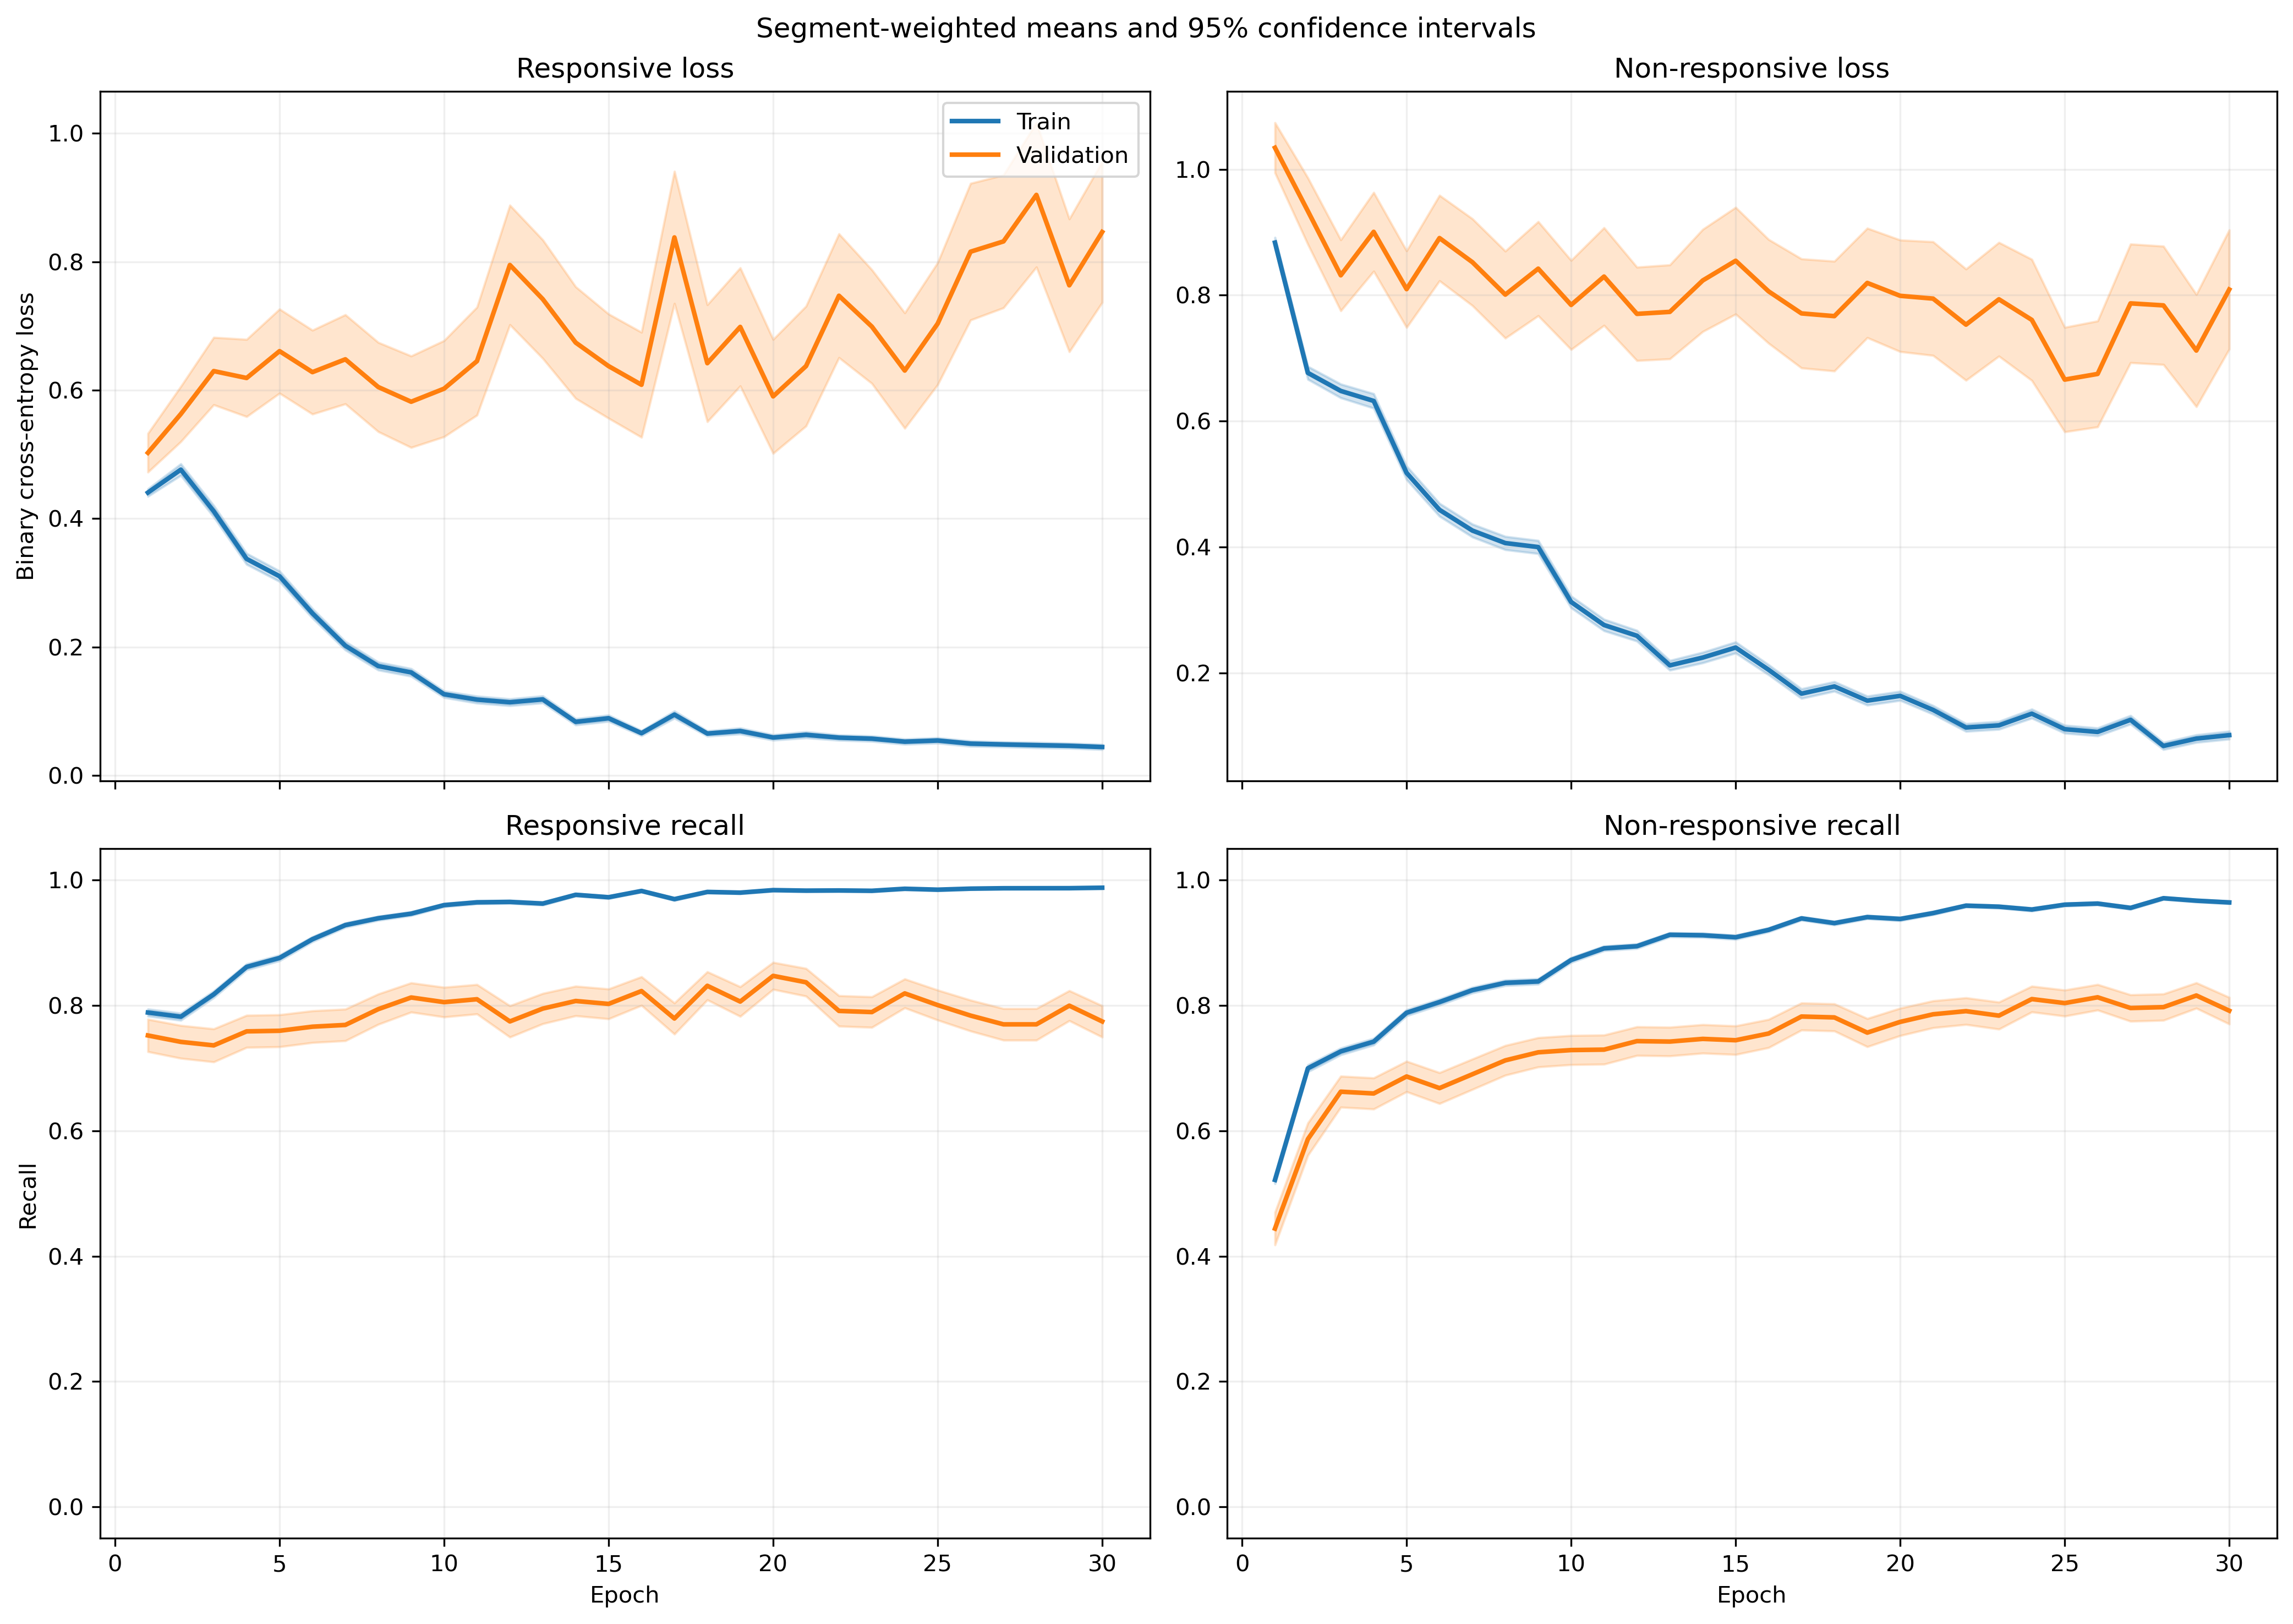 Segment-weighted means and 95% confidence intervals
Responsive loss
Non-responsive loss
Binary cross-entropy loss
1.0
0.8
0.6
0.4
0.2
0.0
Train
Validation
1.0
0.8
0.6
0.4
0.2
Responsive recall
Non-responsive recall
Recall
1.0
0.8
0.6
0.4
0.2
0.0
0 5 10 15 20 25 30
Epoch
1.0
0.8
0.6
0.4
0.2
0.0
0 5 10 15 20 25 30
Epoch